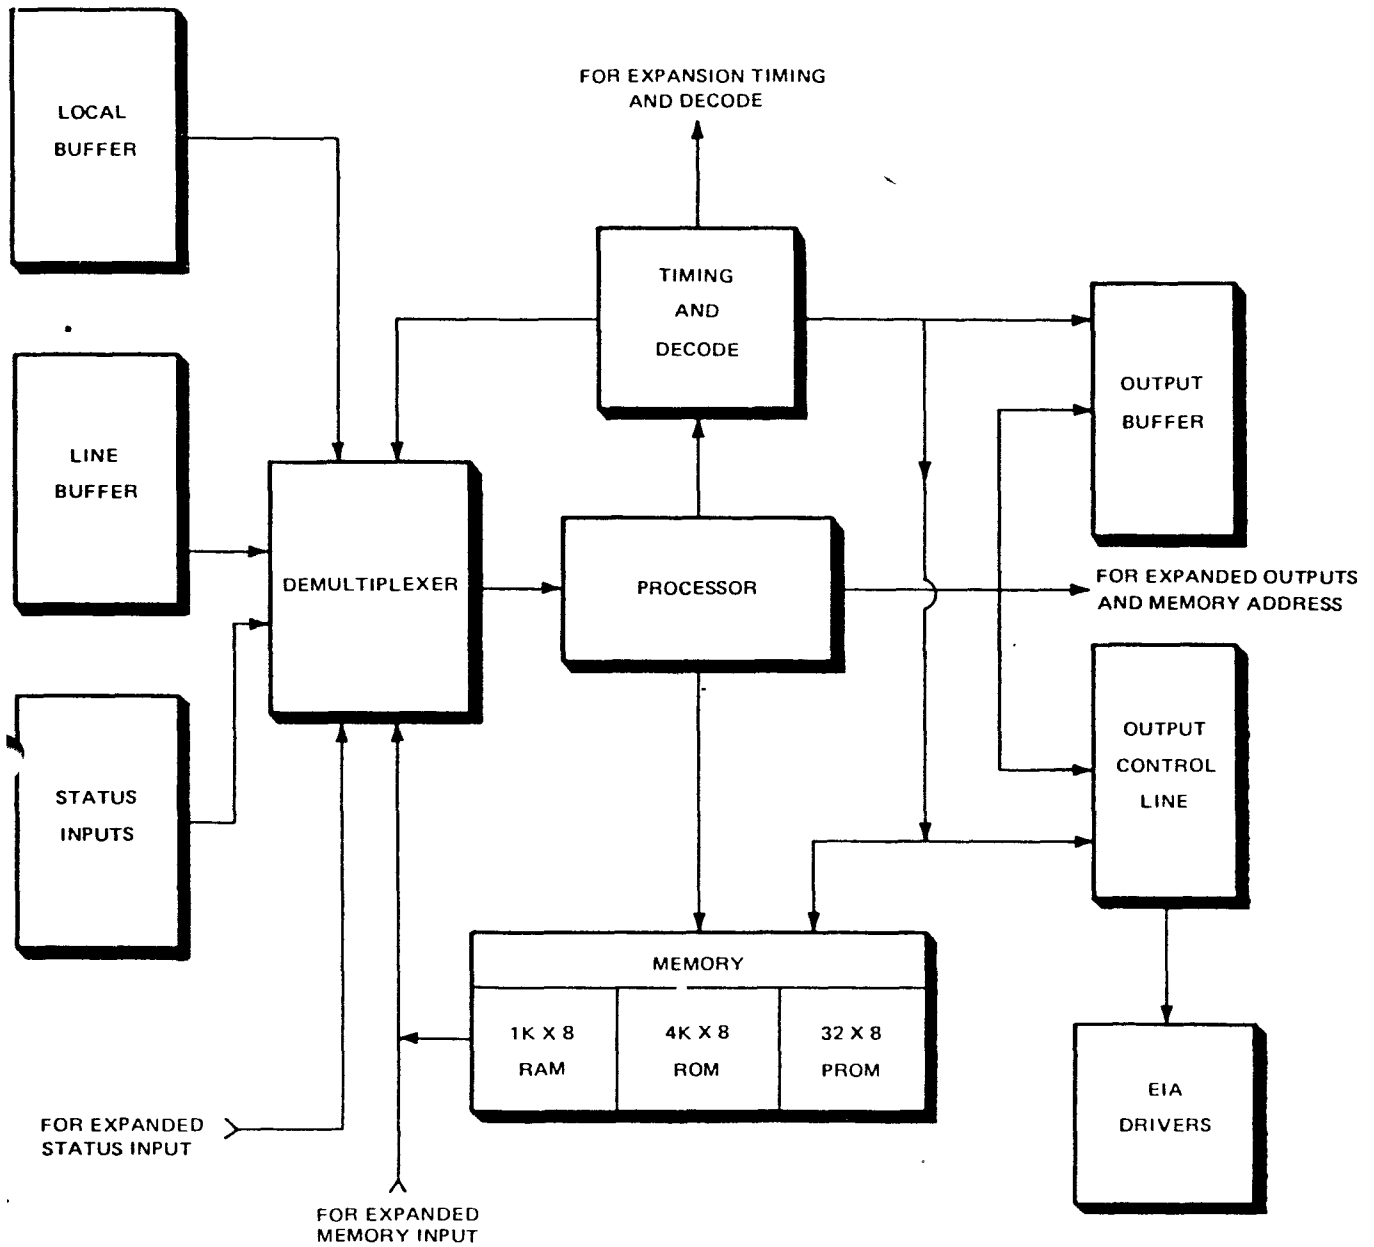 LOCAL
BUFFER
FOR EXPANSION TIMING
AND DECODE
TIMING
AND
DECODE
OUTPUT
BUFFER
LINE
BUFFER
DEMULTIPLEXER
PROCESSOR
FOR EXPANDED OUTPUTS
AND MEMORY ADDRESS
STATUS
INPUTS
OUTPUT
CONTROL
LINE
MEMORY
1K X 8
RAM
4K X 8
ROM
32 X 8
PROM
EIA
DRIVERS
FOR EXPANDED
STATUS INPUT
FOR EXPANDED
MEMORY INPUT